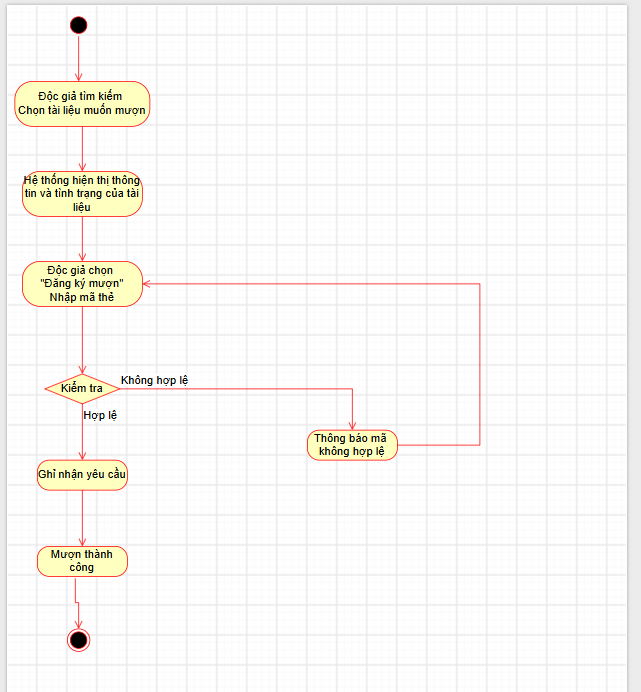 Độc giả tìm kiếm
Chọn tài liệu muốn mượn
Hệ thống hiện thị thông
tin và tình trạng của tài
liệu
Độc giả chọn
"Đăng ký mượn"
Nhập mã thẻ
Kiểm tra
Không hợp lệ
Hợp lệ
Thông báo mã
không hợp lệ
Ghi nhận yêu cầu
Mượn thành
công